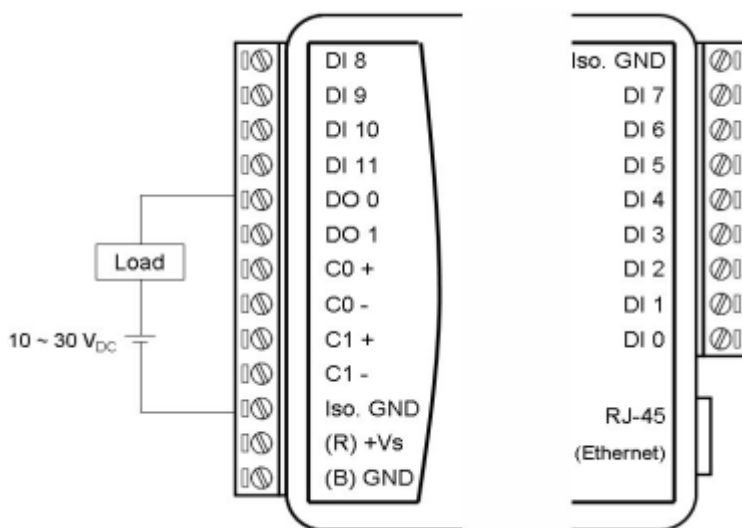 DI 8
DI 9
DI 10
DI 11
DO 0
DO 1
C0 +
C0 -
C1 +
C1 -
Iso. GND
(R) +Vs
(B) GND
Load
10 ~ 30 VDC
Iso. GND
DI 7
DI 6
DI 5
DI 4
DI 3
DI 2
DI 1
DI 0
RJ-45
(Ethernet)